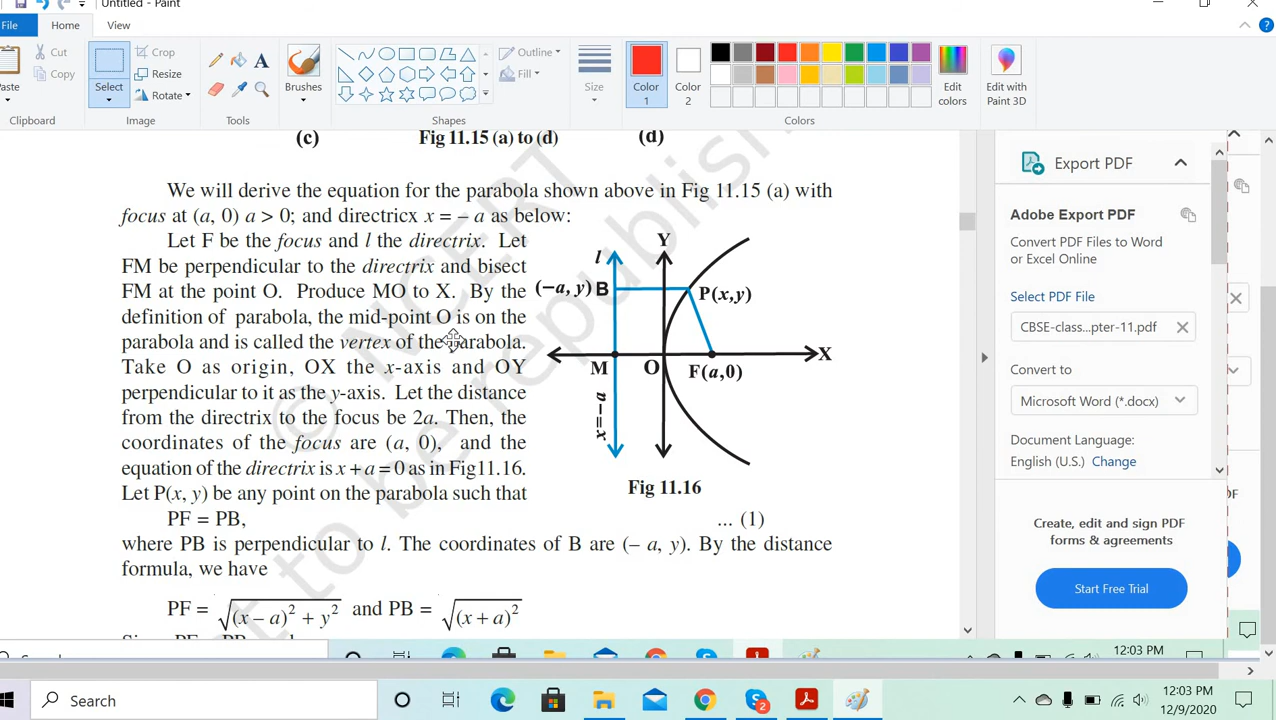 Untitled - Paint
File
Home
View
Cut
Copy
Paste
Clipboard
Select
Crop
Resize
Rotate
Image
Tools
Brushes
Shapes
Outline
Fill
Size
Color 1
Color 2
Colors
Edit colors
Edit with Paint 3D
(c)
Fig 11.15 (a) to (d)
(d)
We will derive the equation for the parabola shown above in Fig 11.15 (a) with
focus at (a, 0) a > 0; and directricx x = – a as below:
Let F be the focus and l the directrix. Let
FM be perpendicular to the directrix and bisect
FM at the point O. Produce MO to X. By the
definition of parabola, the mid-point O is on the
parabola and is called the vertex of the parabola.
Take O as origin, OX the x-axis and OY
perpendicular to it as the y-axis. Let the distance
from the directrix to the focus be 2a. Then, the
coordinates of the focus are (a, 0), and the
equation of the directrix is x + a = 0 as in Fig11.16.
Let P(x, y) be any point on the parabola such that
PF = PB,
... (1)
where PB is perpendicular to l. The coordinates of B are (– a, y). By the distance
formula, we have
PF = √(x – a)² + y² and PB = √(x + a)²
l
Y
(–a, y) B
P(x,y)
X
M
O
F(a,0)
x=–a
Fig 11.16
© NCERT
not to be republished
Export PDF
Adobe Export PDF
Convert PDF Files to Word
or Excel Online
Select PDF File
CBSE-class...pter-11.pdf
Convert to
Microsoft Word (*.docx)
Document Language:
English (U.S.) Change
Create, edit and sign PDF
forms & agreements
Start Free Trial
12:03 PM
Search
2
12:03 PM
12/9/2020